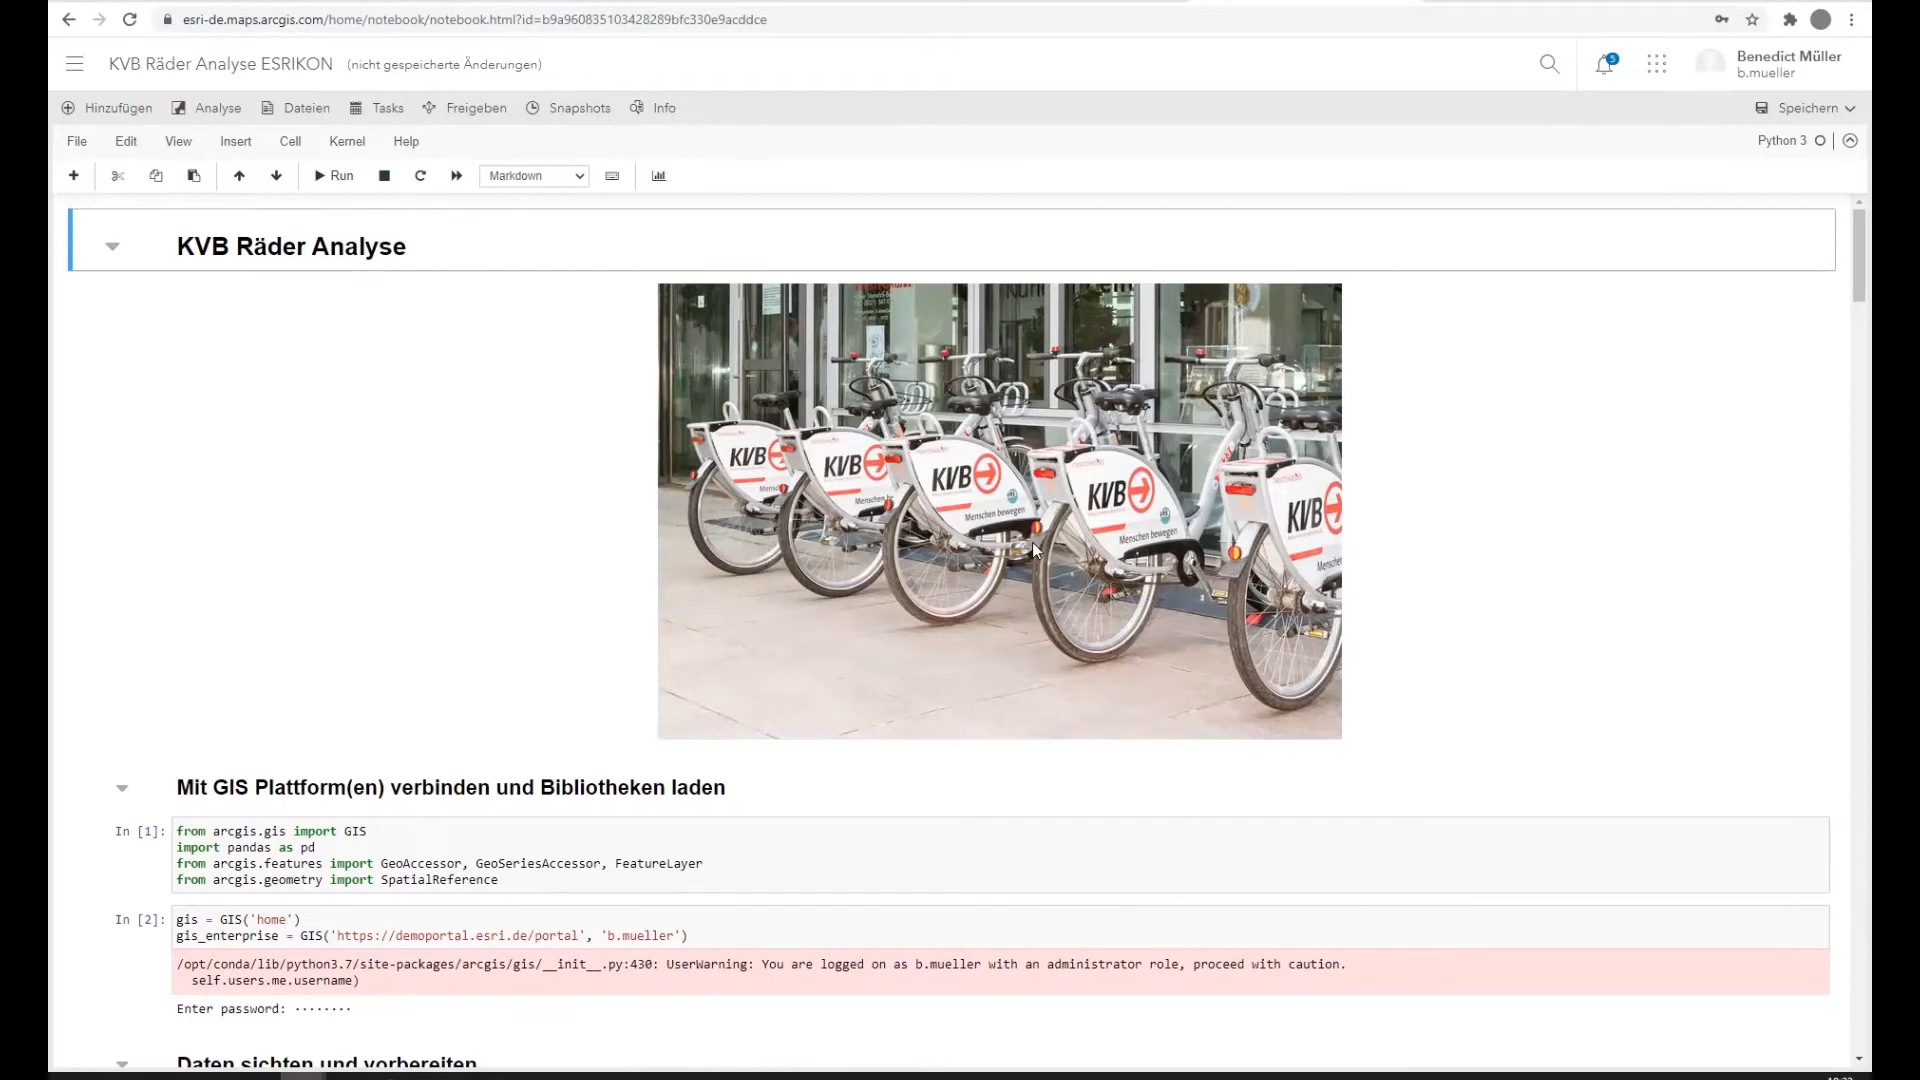 esri-de.maps.arcgis.com/home/notebook/notebook.html?id=b9a960835103428289bfc330e9acddce
KVB Räder Analyse ESRIKON (nicht gespeicherte Änderungen)
5
Benedict Müller
b.mueller
Hinzufügen Analyse Dateien Tasks Freigeben Snapshots Info Speichern
File Edit View Insert Cell Kernel Help Python 3
Run Markdown
KVB Räder Analyse
KVB KVB KVB KVB KVB
Menschen bewegen
Menschen bewegen
Mit GIS Plattform(en) verbinden und Bibliotheken laden
In [1]: from arcgis.gis import GIS
import pandas as pd
from arcgis.features import GeoAccessor, GeoSeriesAccessor, FeatureLayer
from arcgis.geometry import SpatialReference
In [2]: gis = GIS('home')
gis_enterprise = GIS('https://demoportal.esri.de/portal', 'b.mueller')
/opt/conda/lib/python3.7/site-packages/arcgis/gis/__init__.py:430: UserWarning: You are logged on as b.mueller with an administrator role, proceed with caution.
self.users.me.username)
Enter password: ········
Daten sichten und vorbereiten